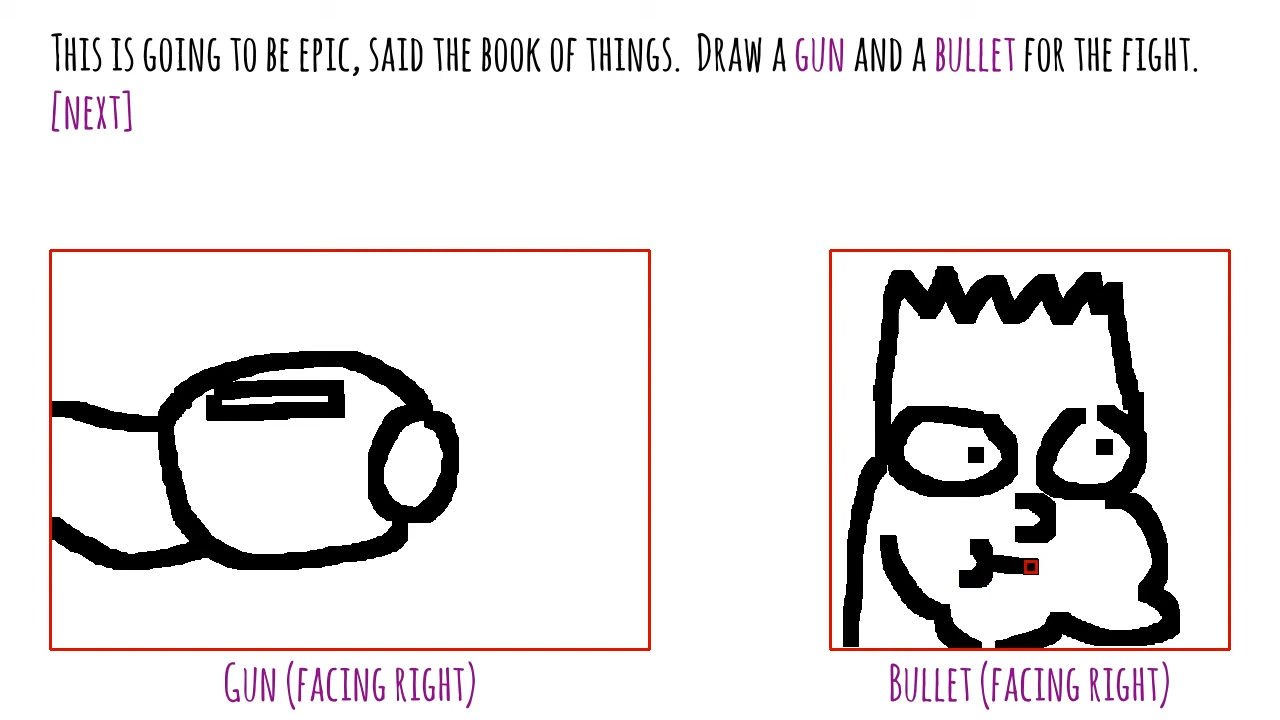 This is going to be epic, said the book of things. Draw a gun and a bullet for the fight.
[next]
Gun (facing right)
Bullet (facing right)